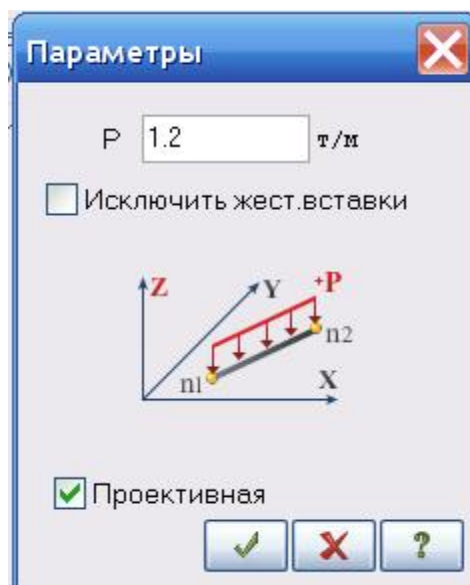 Параметры
P 1.2 т/м
Исключить жест.вставки
Z Y +P
n2
n1 X
Проективная
?